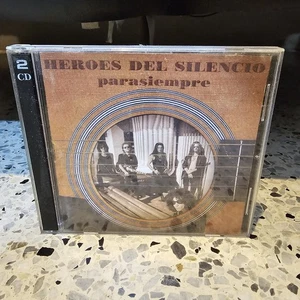 2
CD
HEROES DEL SILENCIO
parasiempre